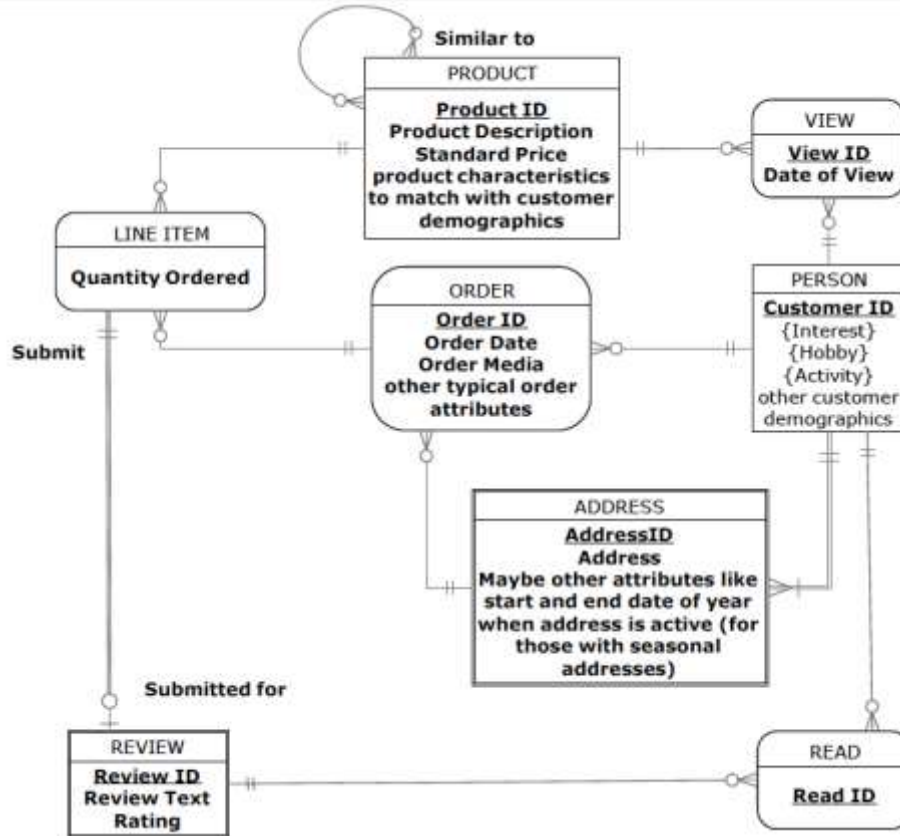 Similar to
PRODUCT
Product ID
Product Description
Standard Price
product characteristics
to match with customer
demographics
VIEW
View ID
Date of View
LINE ITEM
Quantity Ordered
ORDER
Order ID
Order Date
Order Media
other typical order
attributes
PERSON
Customer ID
{Interest}
{Hobby}
{Activity}
other customer
demographics
Submit
ADDRESS
AddressID
Address
Maybe other attributes like
start and end date of year
when address is active (for
those with seasonal
addresses)
Submitted for
REVIEW
Review ID
Review Text
Rating
READ
Read ID